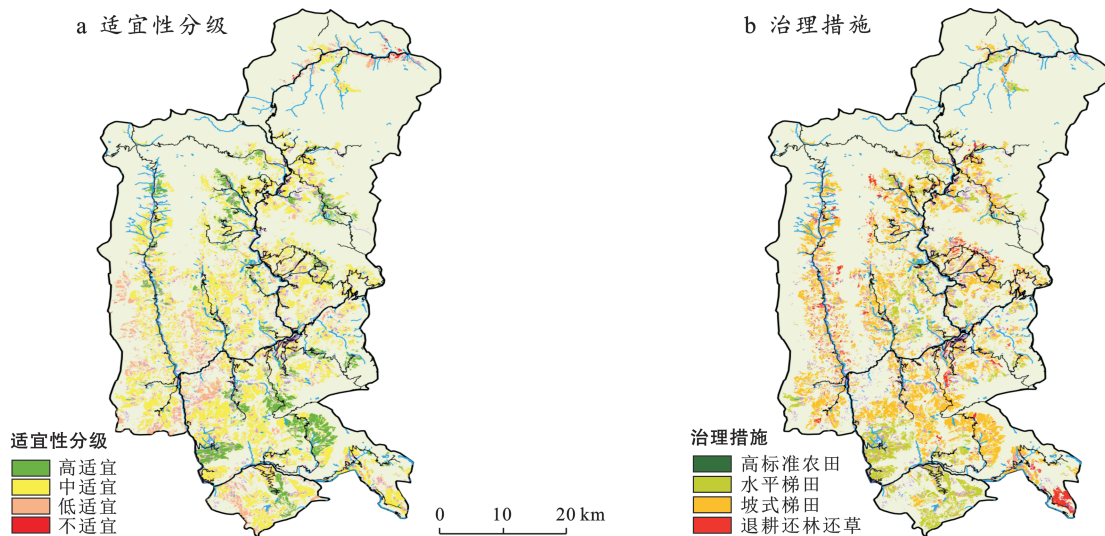 a 适宜性分级
b 治理措施
适宜性分级
高适宜
中适宜
低适宜
不适宜
0 10 20 km
治理措施
高标准农田
水平梯田
坡式梯田
退耕还林还草